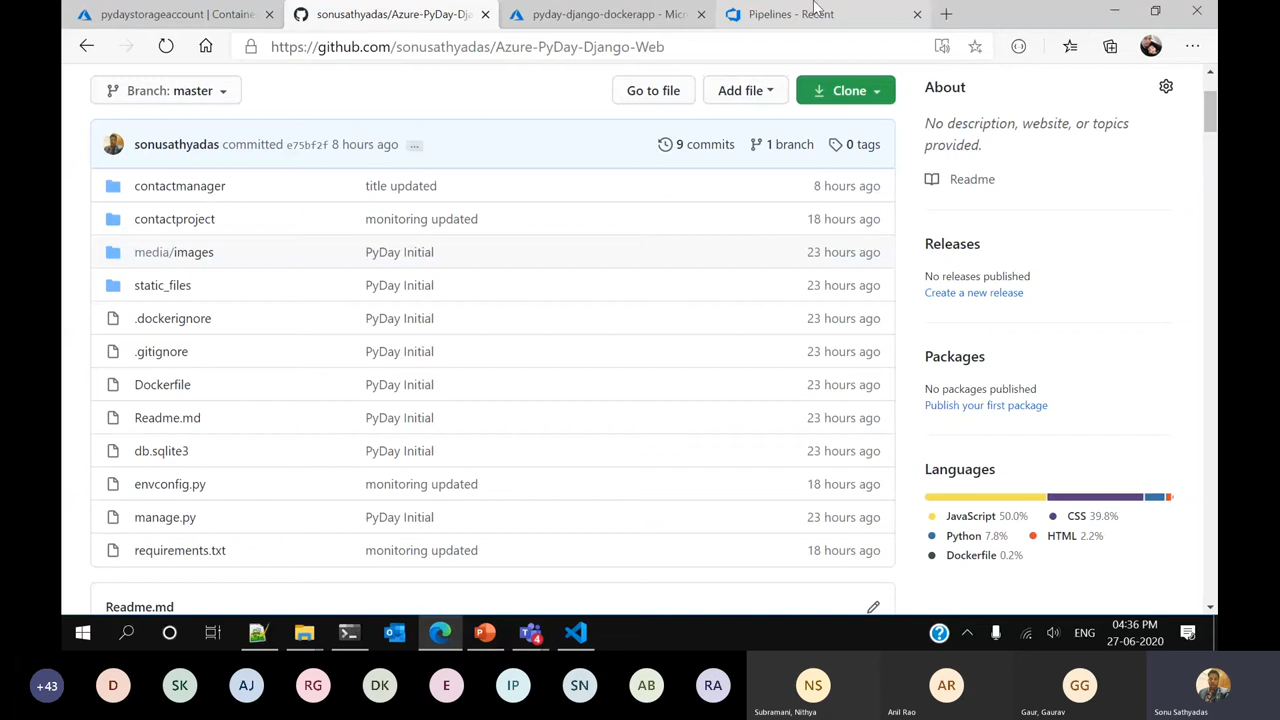 pydaystorageaccount | Containe
sonusathyadas/Azure-PyDay-Dja
pyday-django-dockerapp - Micr
Pipelines - Recent
https://github.com/sonusathyadas/Azure-PyDay-Django-Web
Branch: master
Go to file
Add file
Clone
About
No description, website, or topics
provided.
Readme
sonusathyadas committed e75bf2f 8 hours ago ...
9 commits
1 branch
0 tags
contactmanager title updated 8 hours ago
contactproject monitoring updated 18 hours ago
media/images PyDay Initial 23 hours ago
static_files PyDay Initial 23 hours ago
.dockerignore PyDay Initial 23 hours ago
.gitignore PyDay Initial 23 hours ago
Dockerfile PyDay Initial 23 hours ago
Readme.md PyDay Initial 23 hours ago
db.sqlite3 PyDay Initial 23 hours ago
envconfig.py monitoring updated 18 hours ago
manage.py PyDay Initial 23 hours ago
requirements.txt monitoring updated 18 hours ago
Readme.md
Releases
No releases published
Create a new release
Packages
No packages published
Publish your first package
Languages
JavaScript 50.0% CSS 39.8%
Python 7.8% HTML 2.2%
Dockerfile 0.2%
4
ENG
04:36 PM
27-06-2020
+43 D SK AJ RG DK E IP SN AB RA NS AR GG
Subramani, Nithya
Anil Rao
Gaur, Gaurav
Sonu Sathyadas